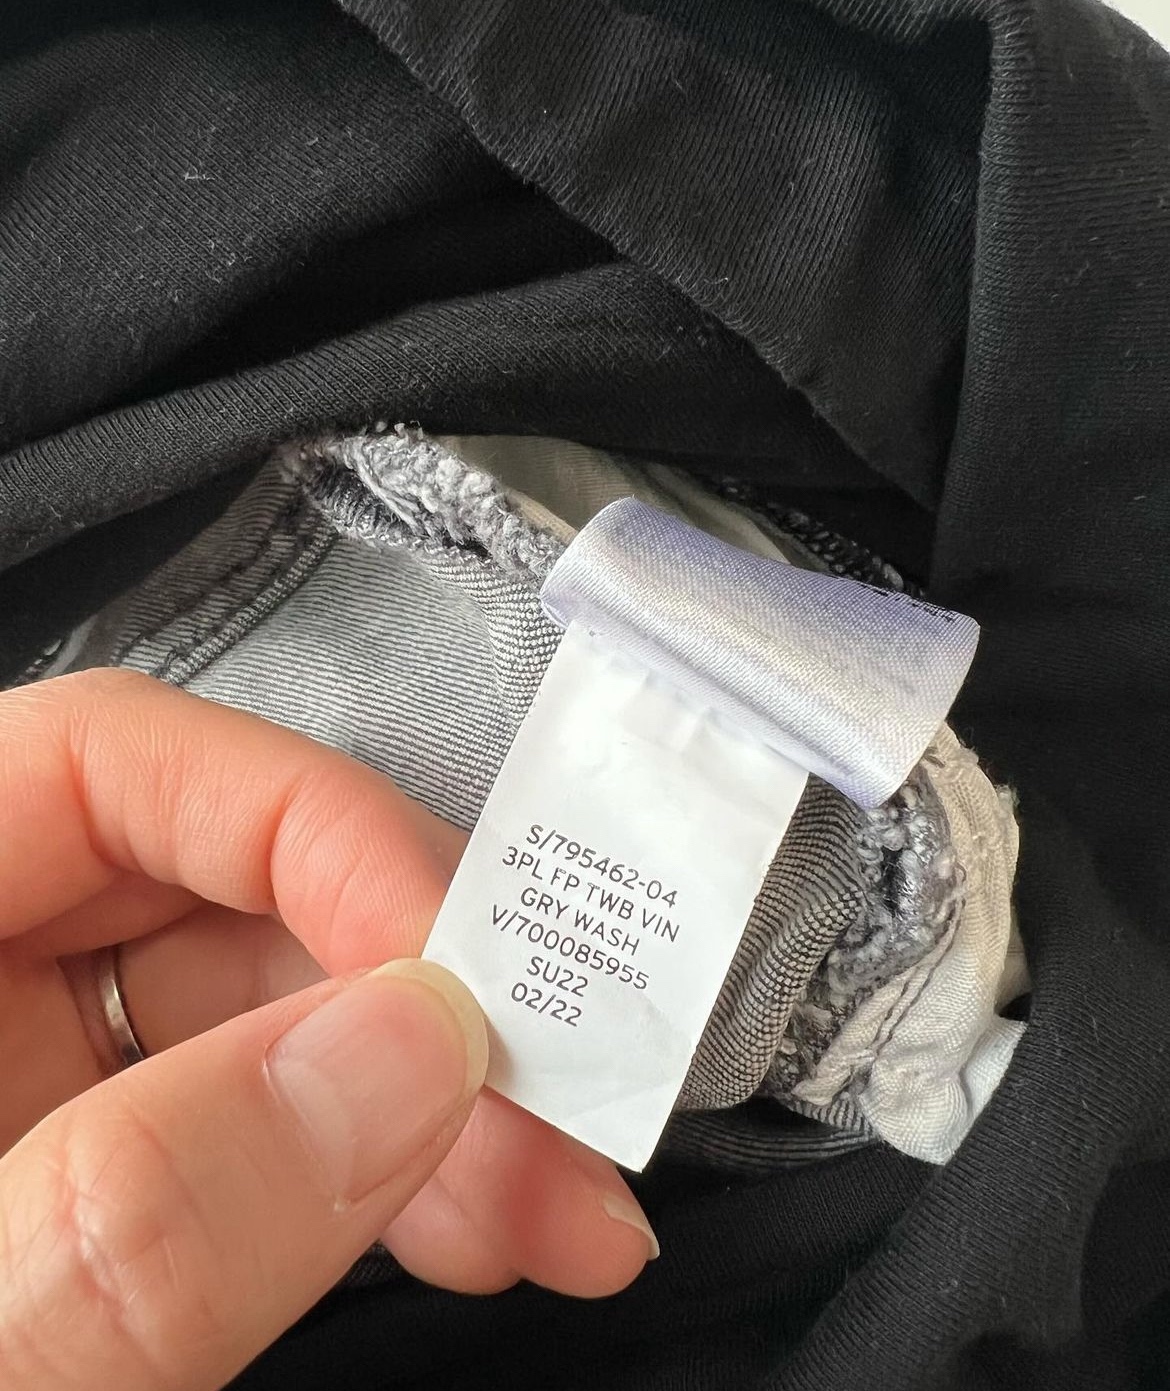 S/795462-04
3PL FP TWB VIN
GRY WASH
V/700085955
SU22
02/22